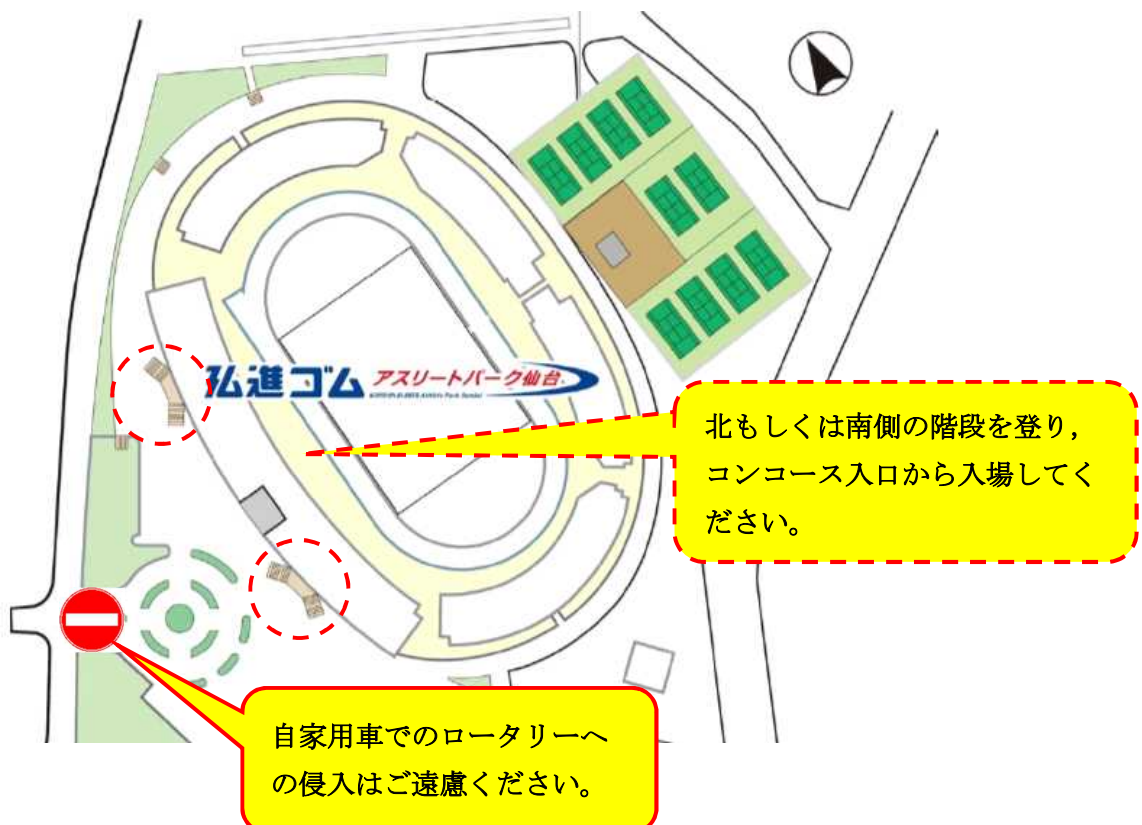 弘進ゴム アスリートパーク仙台
北もしくは南側の階段を登り，
コンコース入口から入場してく
ださい。
自家用車でのロータリーへ
の侵入はご遠慮ください。